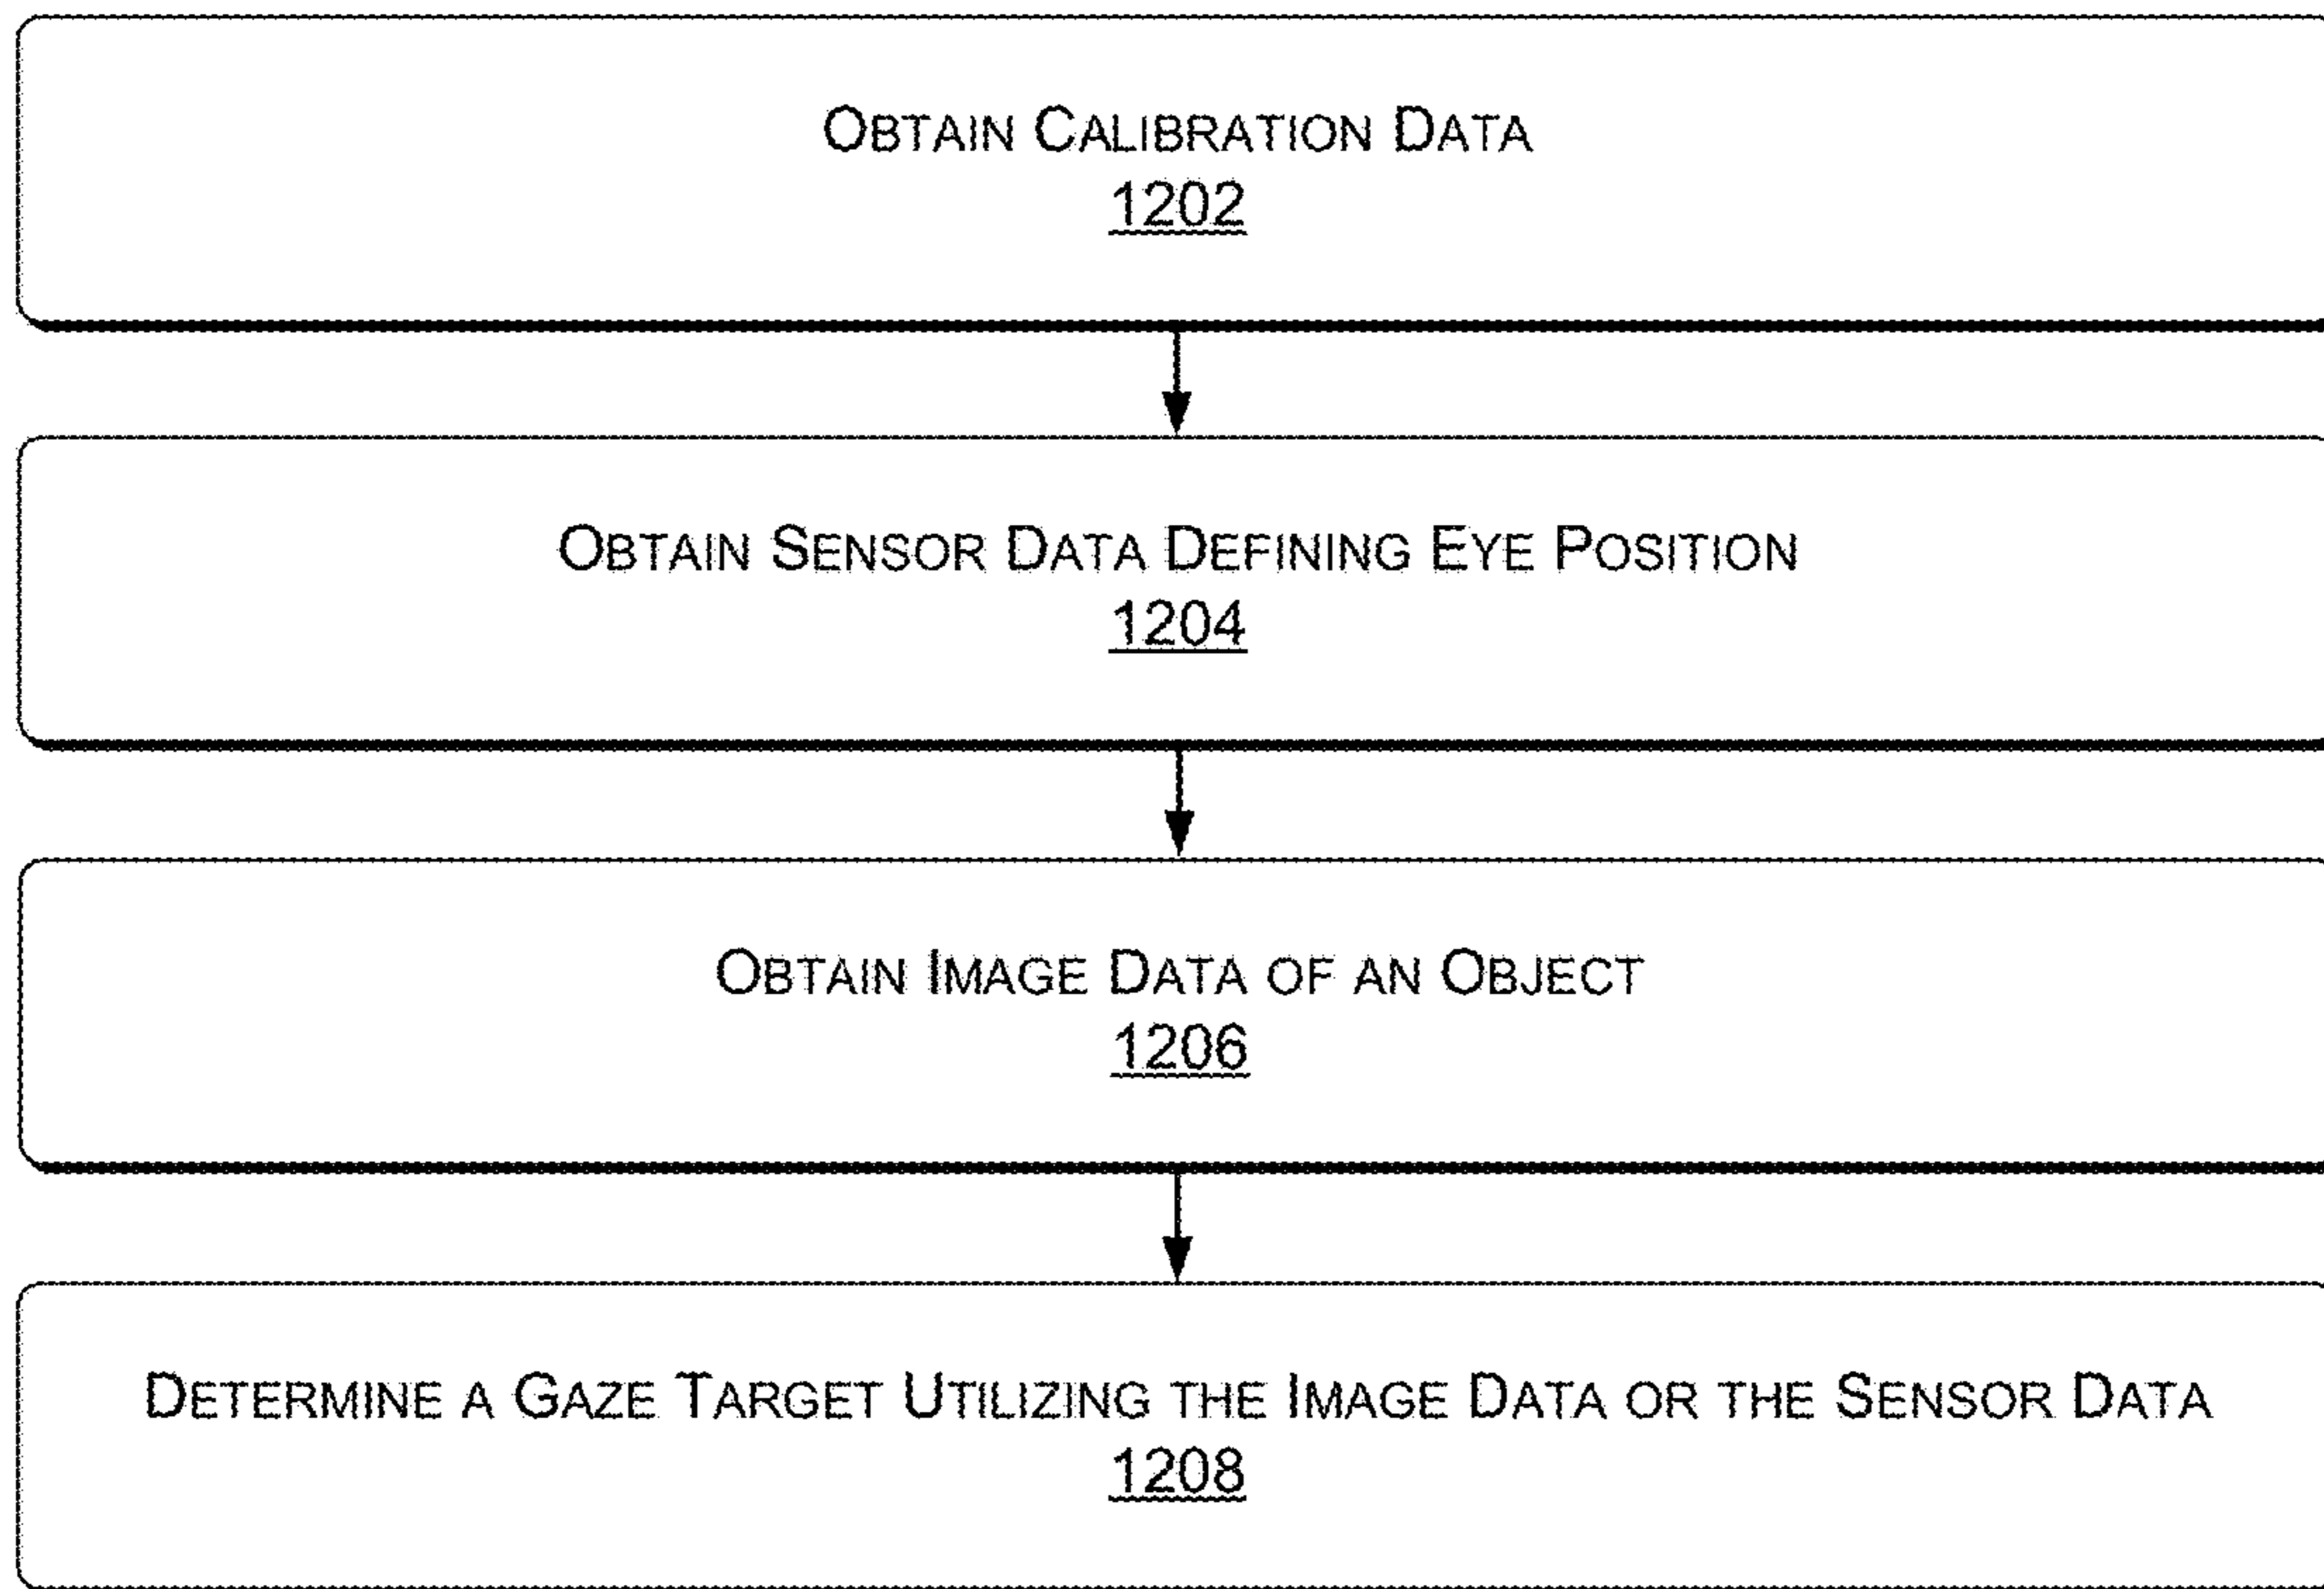 OBTAIN CALIBRATION DATA
1202
OBTAIN SENSOR DATA DEFINING EYE POSITION
1204
OBTAIN IMAGE DATA OF AN OBJECT
1206
DETERMINE A GAZE TARGET UTILIZING THE IMAGE DATA OR THE SENSOR DATA
1208